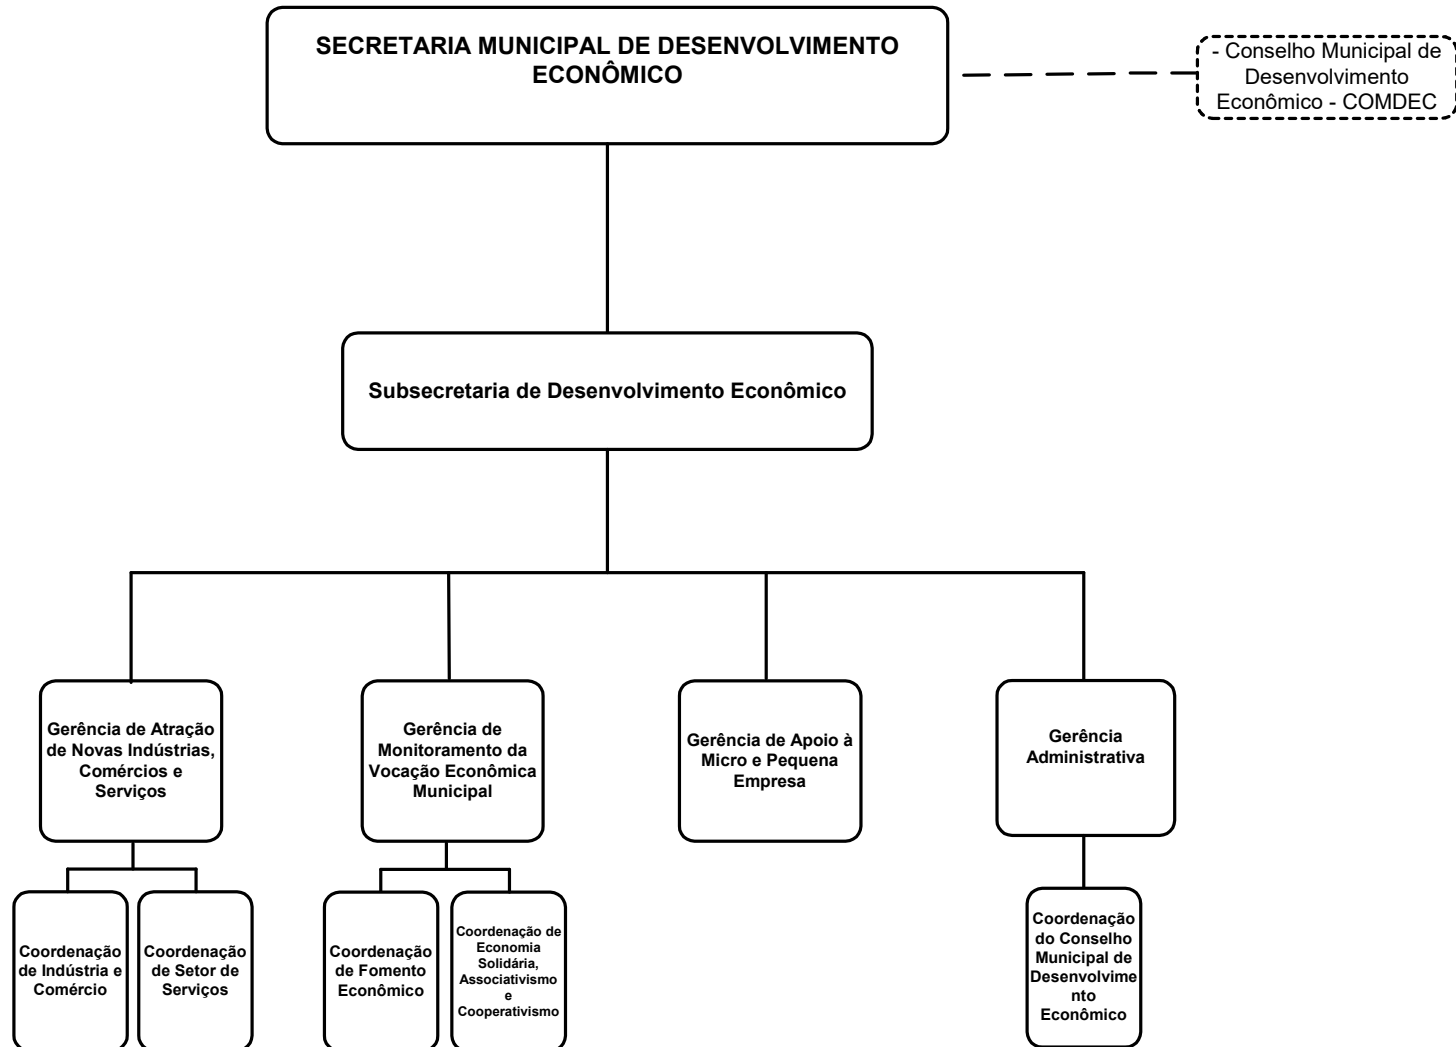 SECRETARIA MUNICIPAL DE DESENVOLVIMENTO
ECONÔMICO
- Conselho Municipal de
Desenvolvimento
Econômico - COMDEC
Subsecretaria de Desenvolvimento Econômico
Gerência de Atração
de Novas Indústrias,
Comércios e
Serviços
Gerência de
Monitoramento da
Vocação Econômica
Municipal
Gerência de Apoio à
Micro e Pequena
Empresa
Gerência
Administrativa
Coordenação
de Indústria e
Comércio
Coordenação
de Setor de
Serviços
Coordenação
de Fomento
Econômico
Coordenação de
Economia
Solidária,
Associativismo
e
Cooperativismo
Coordenação
do Conselho
Municipal de
Desenvolvime
nto
Econômico